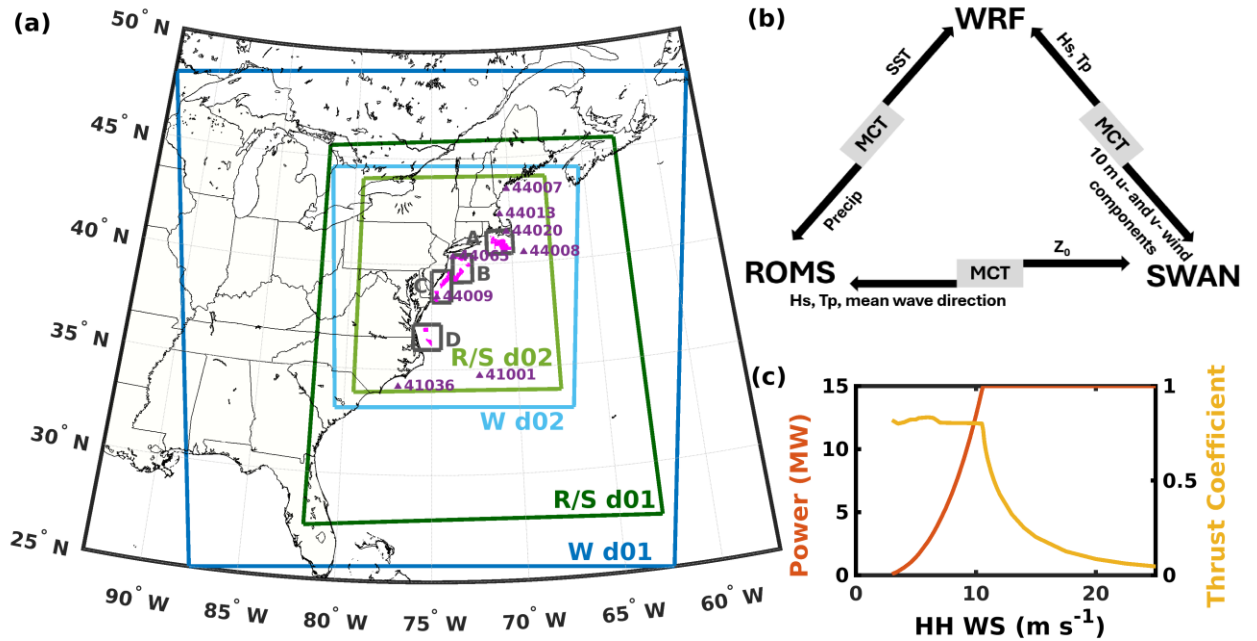 (a)
50° N
45° N
40° N
35° N
30° N
25° N
90° W
85° W
80° W
75° W
70° W
65° W
60° W
44007
44013
44020
44008
A
44065
B
C
44009
D
R/S d02
41001
41036
W d02
R/S d01
W d01
(b)
WRF
SST
MCT
Precip
Hs, Tp
MCT
10 m u- and v- wind
components
ROMS
MCT
Z0
SWAN
Hs, Tp, mean wave direction
(c)
Power (MW)
15
10
5
0
1
0.5
0
Thrust Coefficient
0
10
20
HH WS (m s⁻¹)